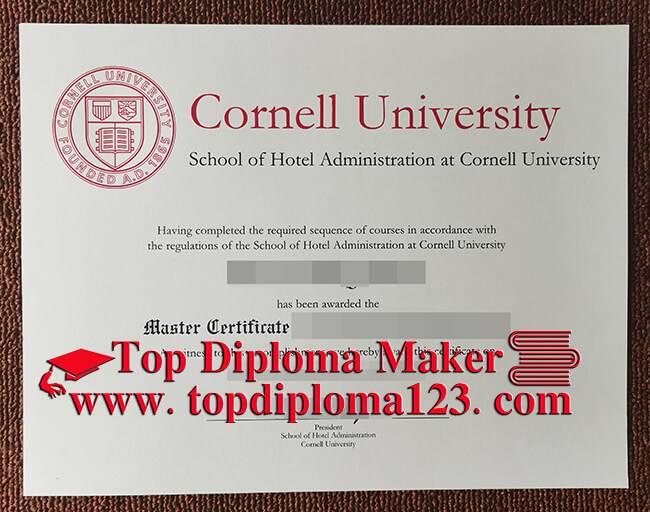 CORNELL UNIVERSITY
FOUNDED A.D. 1865
Cornell University
School of Hotel Administration at Cornell University
Having completed the required sequence of courses in accordance with
the regulations of the School of Hotel Administration at Cornell University
has been awarded the
Master Certificate
Top Diploma Maker
www. topdiploma123. com
President
School of Hotel Administration
Cornell University